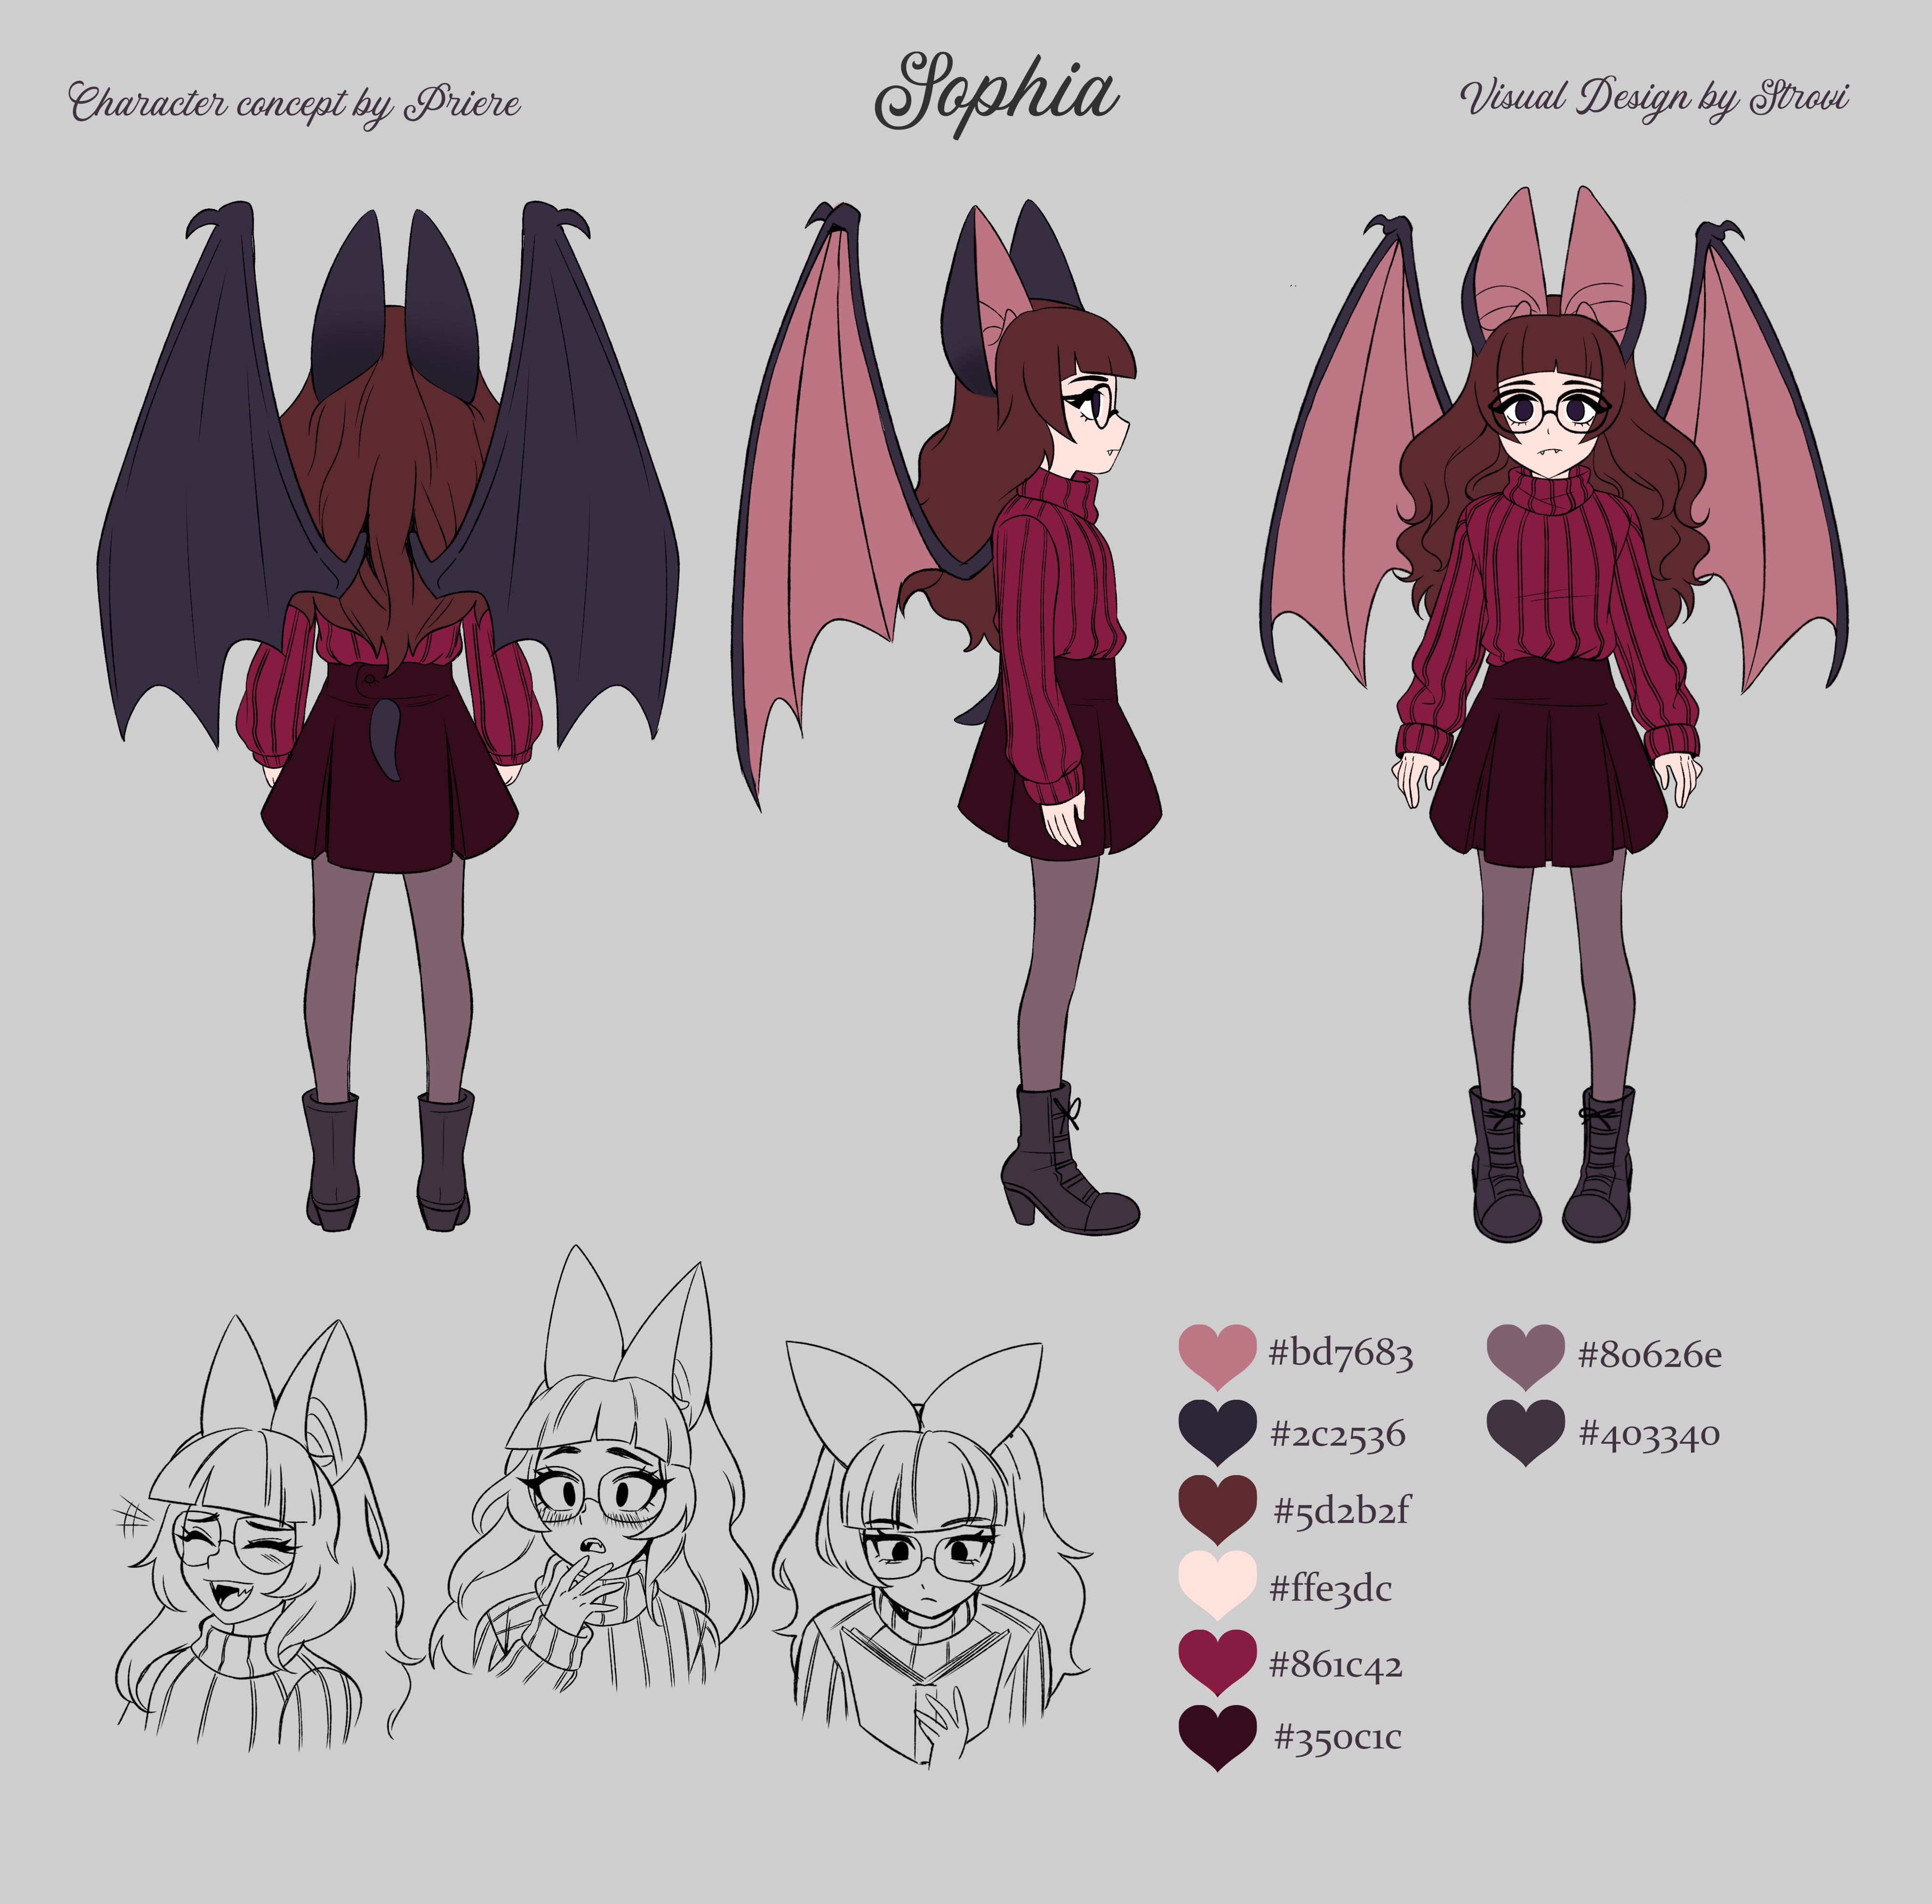 Character concept by Priere
Sophia
Visual Design by Strovi
#bd7683
#80626e
#2c2536
#403340
#5d2b2f
#ffe3dc
#861c42
#350c1c